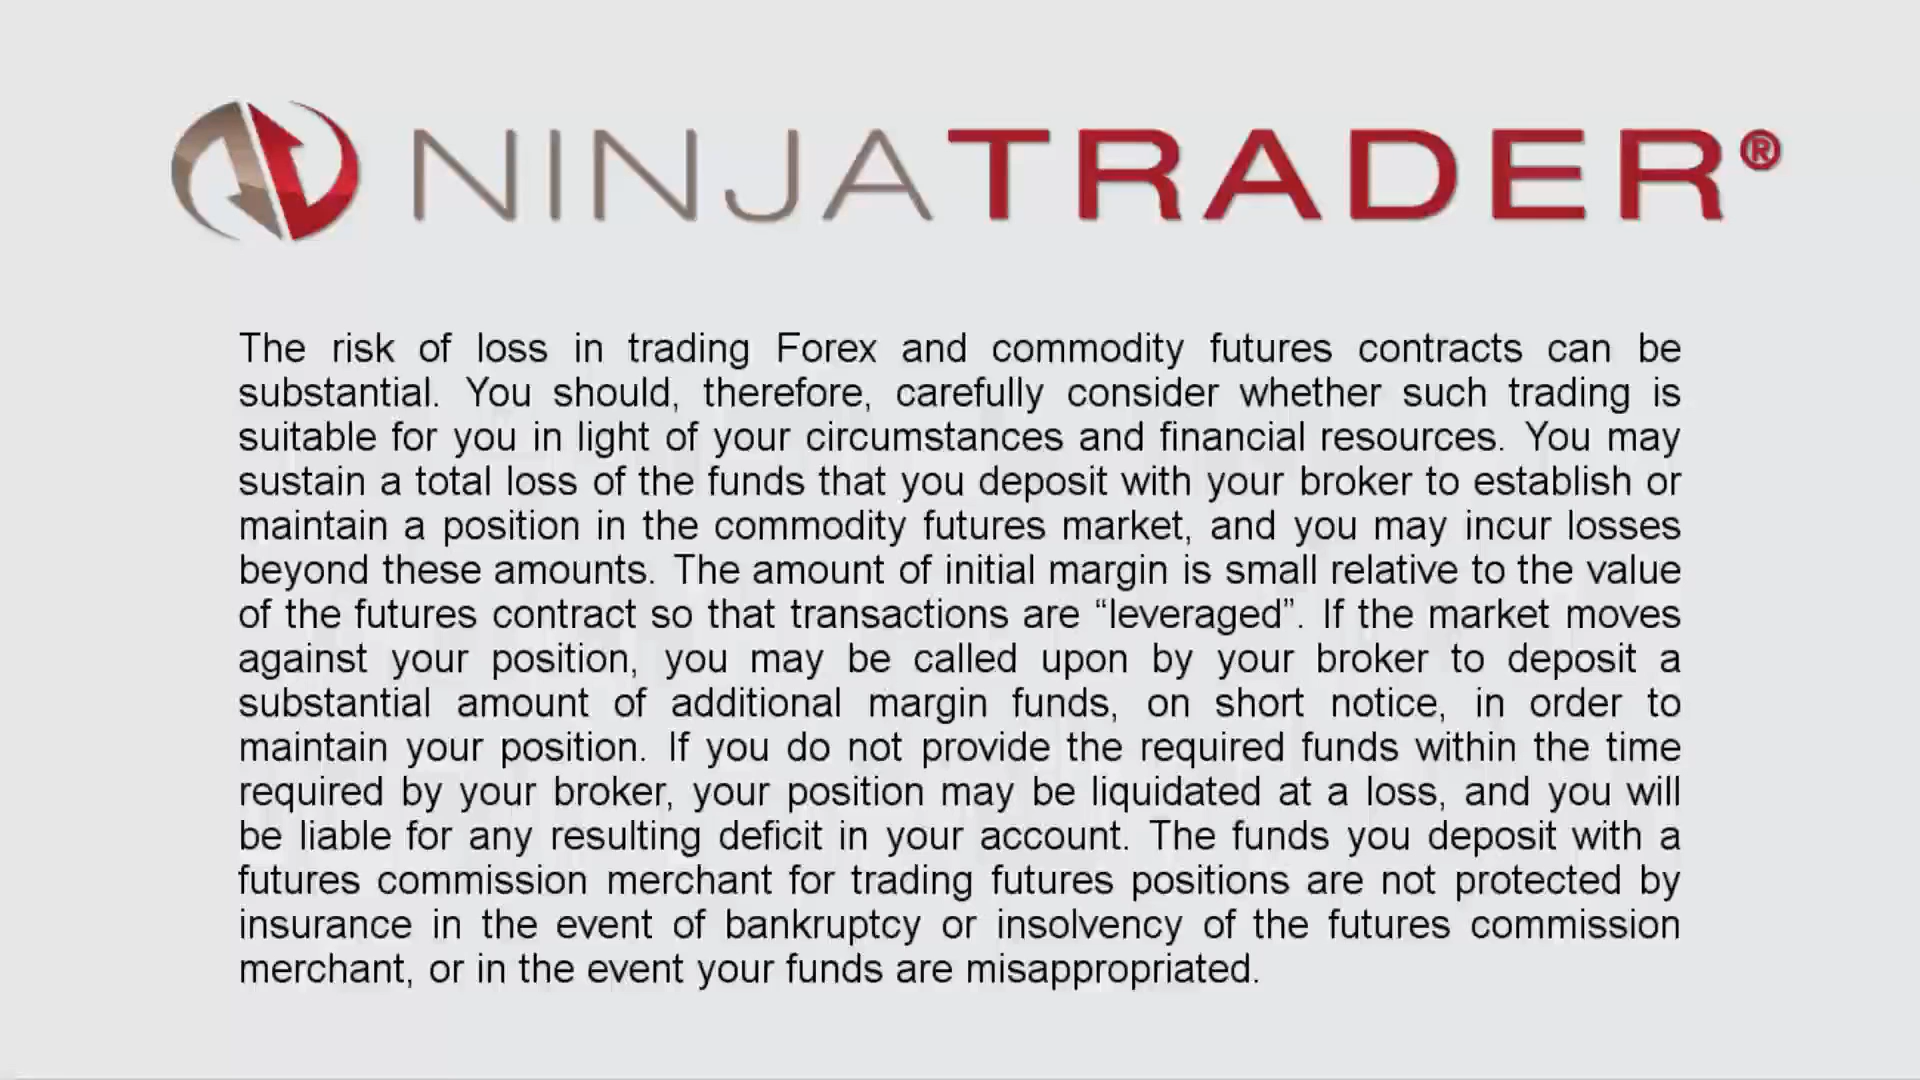 NINJATRADER®
The risk of loss in trading Forex and commodity futures contracts can be
substantial. You should, therefore, carefully consider whether such trading is
suitable for you in light of your circumstances and financial resources. You may
sustain a total loss of the funds that you deposit with your broker to establish or
maintain a position in the commodity futures market, and you may incur losses
beyond these amounts. The amount of initial margin is small relative to the value
of the futures contract so that transactions are “leveraged”. If the market moves
against your position, you may be called upon by your broker to deposit a
substantial amount of additional margin funds, on short notice, in order to
maintain your position. If you do not provide the required funds within the time
required by your broker, your position may be liquidated at a loss, and you will
be liable for any resulting deficit in your account. The funds you deposit with a
futures commission merchant for trading futures positions are not protected by
insurance in the event of bankruptcy or insolvency of the futures commission
merchant, or in the event your funds are misappropriated.